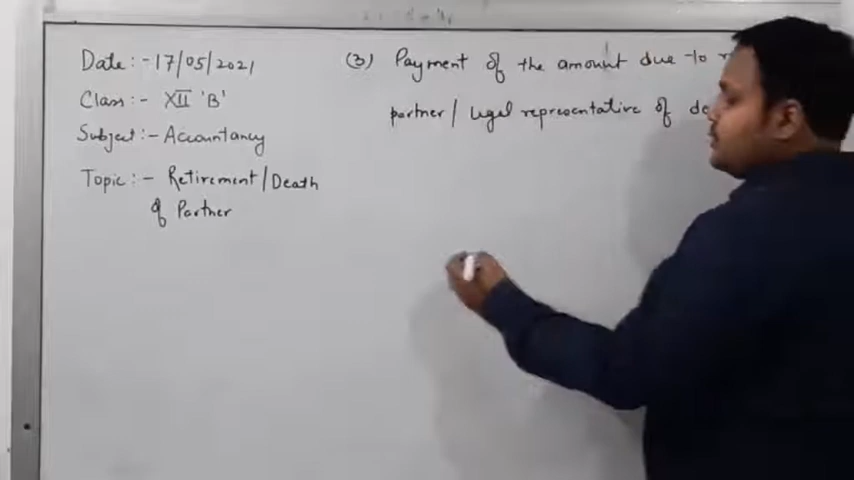 Date :- 17/05/2021
Class :- XII 'B'
Subject :- Accountancy
Topic :- Retirement/Death
of Partner
(3) Payment of the amount due to
partner / legal representative of